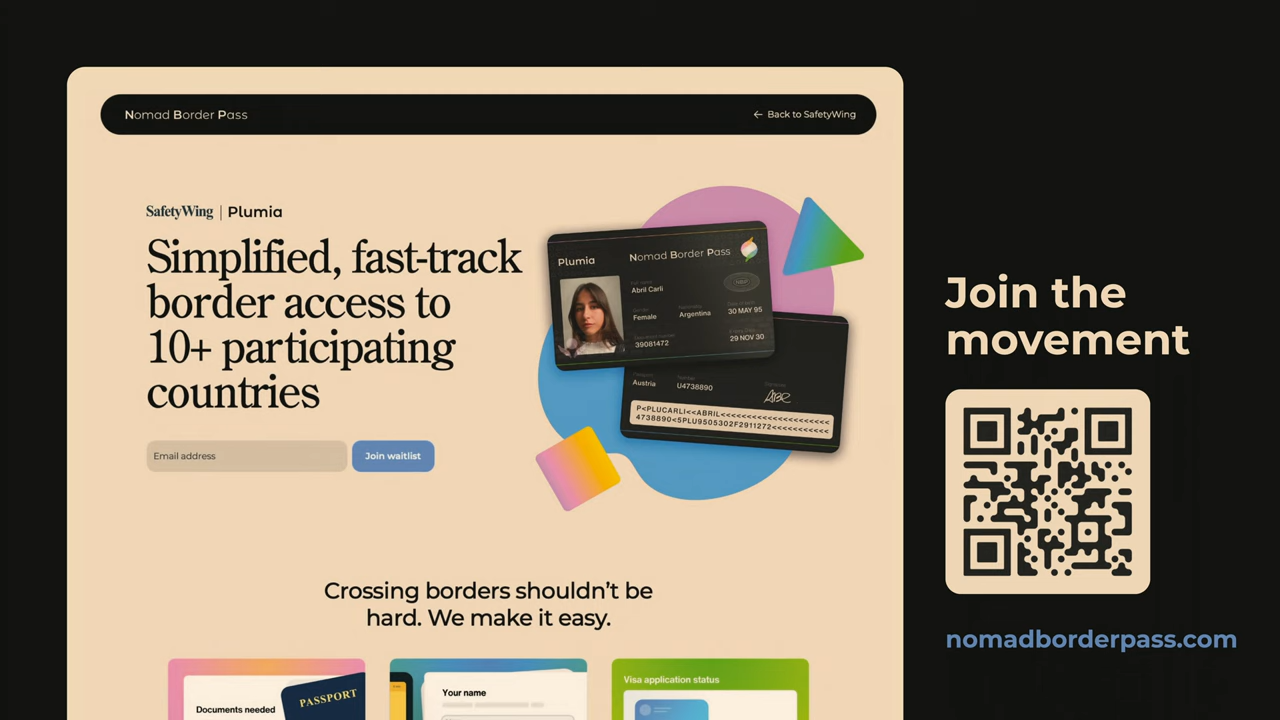 Nomad Border Pass
← Back to SafetyWing
SafetyWing | Plumia
Simplified, fast-track
border access to
10+ participating
countries
Email address
Join waitlist
Plumia
Nomad Border Pass
Abril Carli
Female
Argentina
30 MAY 95
39081472
29 NOV 30
Austria
U4738890
P<PLUCARLI<<ABRIL<<<<<<<<<<<<<<<<<<<<<
4738890<5PLU9505302F2911272<<<<<<<<<<
Crossing borders shouldn't be
hard. We make it easy.
Documents needed
PASSPORT
Your name
Visa application status
Join the
movement
nomadborderpass.com